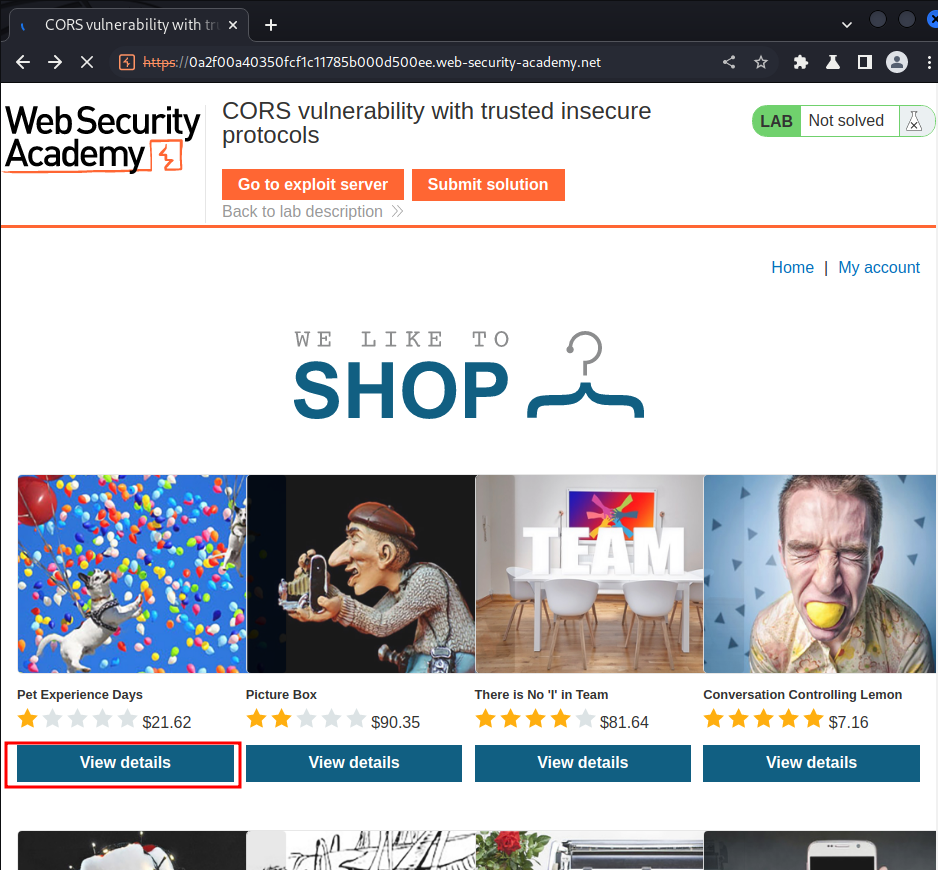 CORS vulnerability with tru
https://0a2f00a40350fcf1c11785b000d500ee.web-security-academy.net
Web Security
Academy
CORS vulnerability with trusted insecure
protocols
LAB Not solved
Go to exploit server Submit solution
Back to lab description
Home | My account
WE LIKE TO
SHOP
TEAM
Pet Experience Days Picture Box There is No 'I' in Team Conversation Controlling Lemon
$21.62 $90.35 $81.64 $7.16
View details View details View details View details